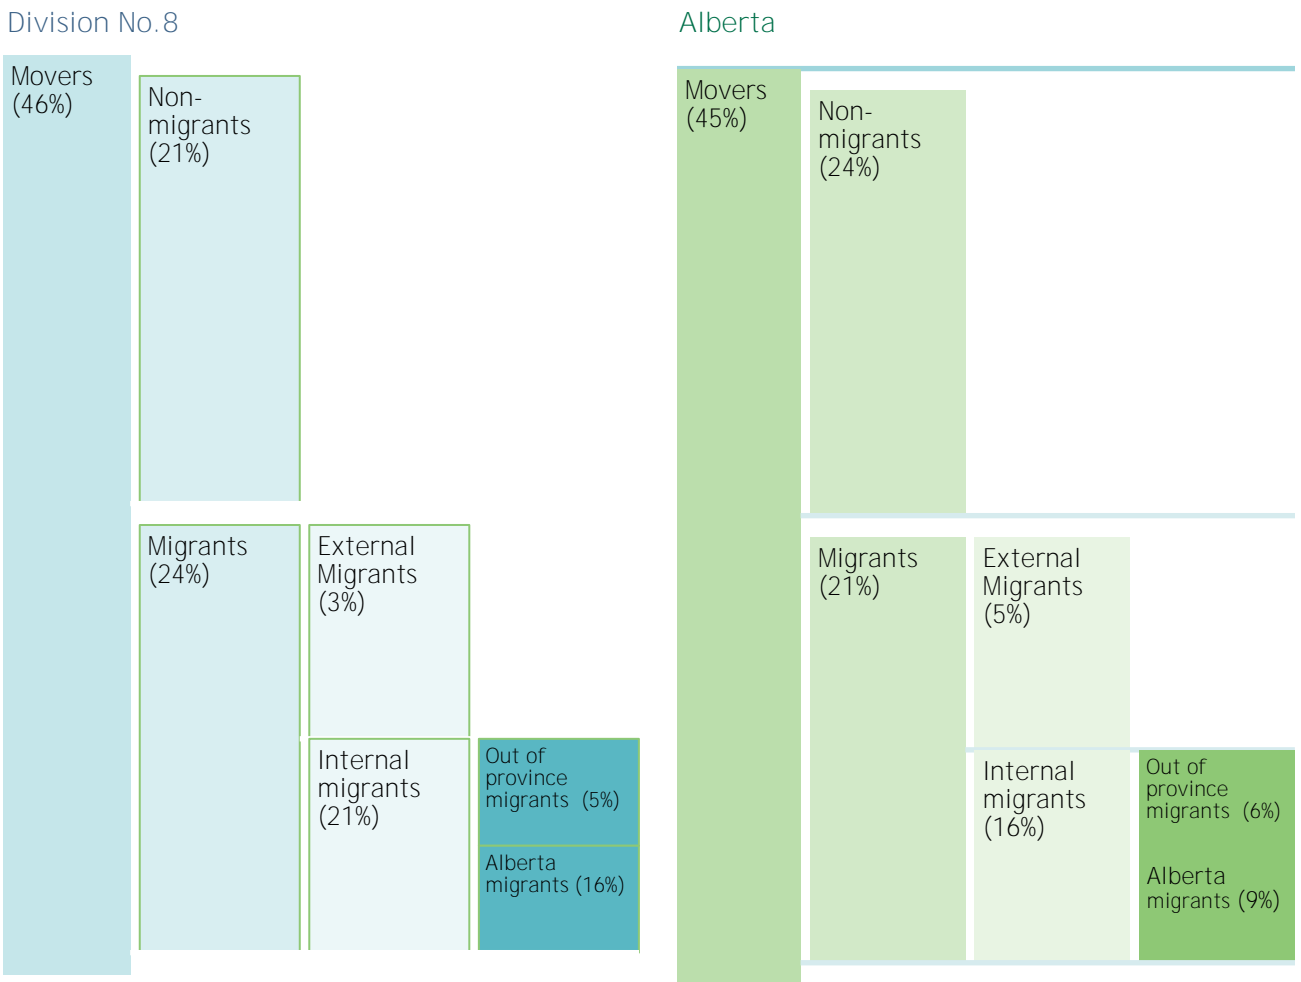 Division No.8
Movers
(46%)
Non-
migrants
(21%)
Migrants
(24%)
External
Migrants
(3%)
Internal
migrants
(21%)
Out of
province
migrants (5%)
Alberta
migrants (16%)
Alberta
Movers
(45%)
Non-
migrants
(24%)
Migrants
(21%)
External
Migrants
(5%)
Internal
migrants
(16%)
Out of
province
migrants (6%)
Alberta
migrants (9%)